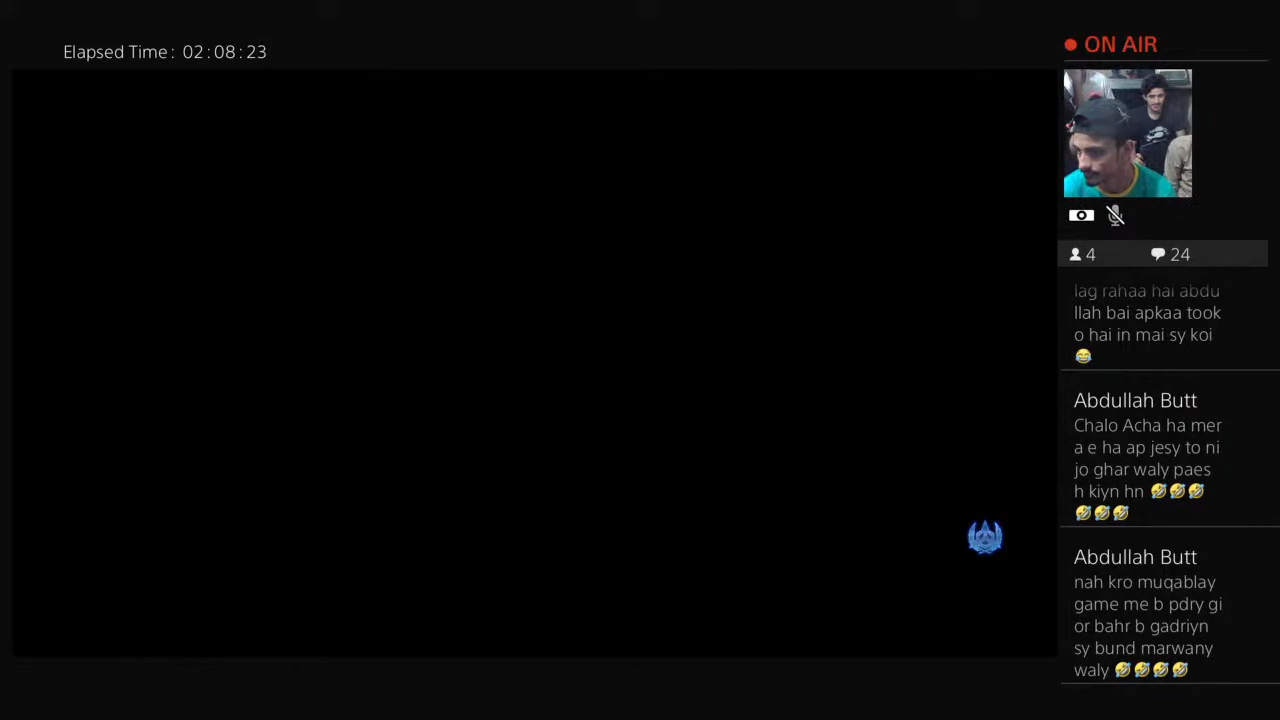 Elapsed Time: 02:08:23
ON AIR
4 24
lag rahaa hai abdu
llah bai apkaa took
o hai in mai sy koi
😂
Abdullah Butt
Chalo Acha ha mer
a e ha ap jesy to ni
jo ghar waly paes
h kiyn hn 🤣🤣🤣
🤣🤣🤣
Abdullah Butt
nah kro muqablay
game me b pdry gi
or bahr b gadriyn
sy bund marwany
waly 🤣🤣🤣🤣